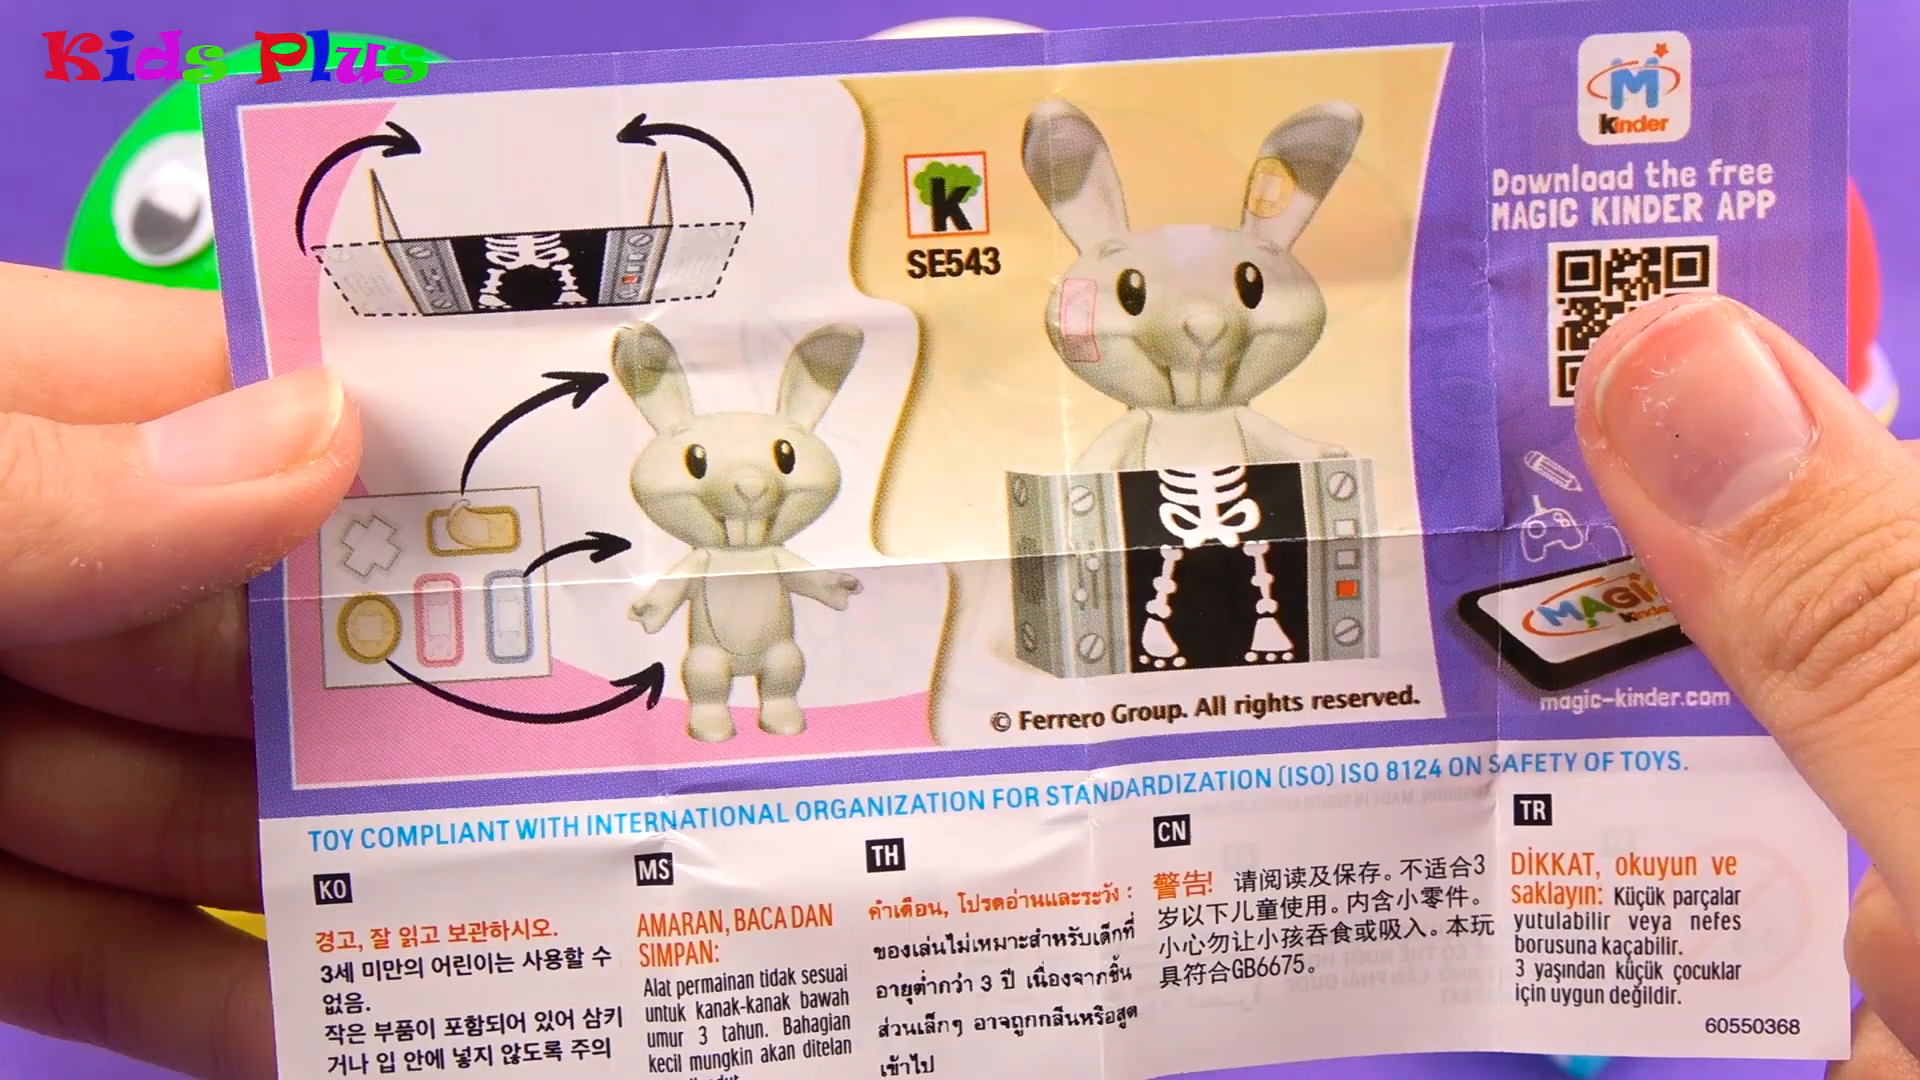 Kids Plus
k
SE543
M
kinder
Download the free
MAGIC KINDER APP
magic-kinder.com
© Ferrero Group. All rights reserved.
TOY COMPLIANT WITH INTERNATIONAL ORGANIZATION FOR STANDARDIZATION (ISO) ISO 8124 ON SAFETY OF TOYS.
KO
경고, 잘 읽고 보관하시오.
3세 미만의 어린이는 사용할 수
없음.
작은 부품이 포함되어 있어 삼키
거나 입 안에 넣지 않도록 주의
MS
AMARAN, BACA DAN
SIMPAN:
Alat permainan tidak sesuai
untuk kanak-kanak bawah
umur 3 tahun. Bahagian
kecil mungkin akan ditelan
TH
คำเตือน, โปรดอ่านและระวัง :
ของเล่นไม่เหมาะสำหรับเด็กที่
อายุต่ำกว่า 3 ปี เนื่องจากชิ้น
ส่วนเล็กๆ อาจถูกกลืนหรือสูด
เข้าไป
CN
警告! 请阅读及保存。不适合3
岁以下儿童使用。内含小零件。
小心勿让小孩吞食或吸入。本玩
具符合GB6675。
TR
DİKKAT, okuyun ve
saklayın: Küçük parçalar
yutulabilir veya nefes
borusuna kaçabilir.
3 yaşından küçük çocuklar
için uygun değildir.
60550368